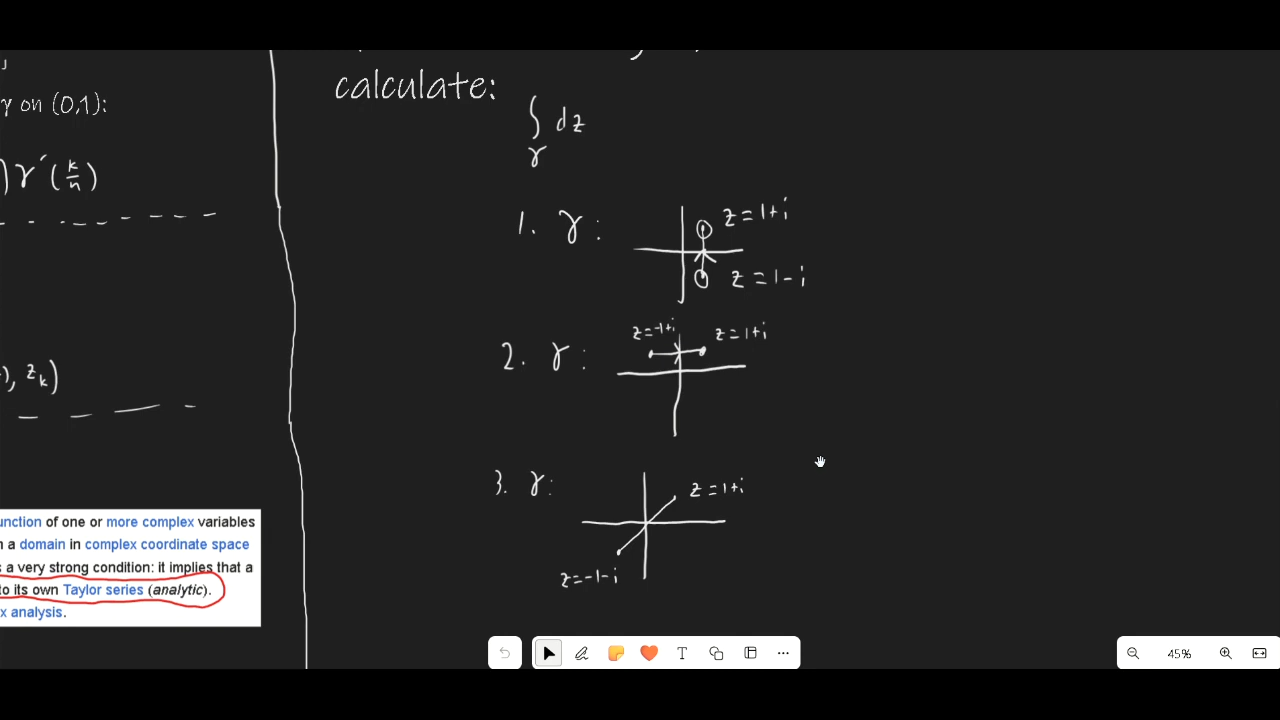 γ on (0,1):
) γ′(k/n)
), z_k)
unction of one or more complex variables
n a domain in complex coordinate space
s a very strong condition: it implies that a
to its own Taylor series (analytic).
x analysis.
calculate:
∫_γ dz
1. γ:
z=1+i
z=1-i
2. γ:
z=-1+i
z=1+i
3. γ:
z=1+i
z=-1-i
45%